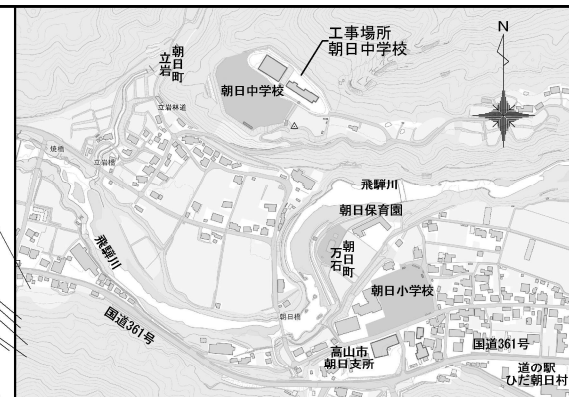 工事場所
朝日中学校
N
朝日町
立岩
朝日中学校
立岩林道
焼橋
立岩橋
飛騨川
朝日保育園
朝日町
万石
飛騨川
朝日小学校
朝日橋
国道361号
高山市
朝日支所
国道361号
道の駅
ひだ朝日村